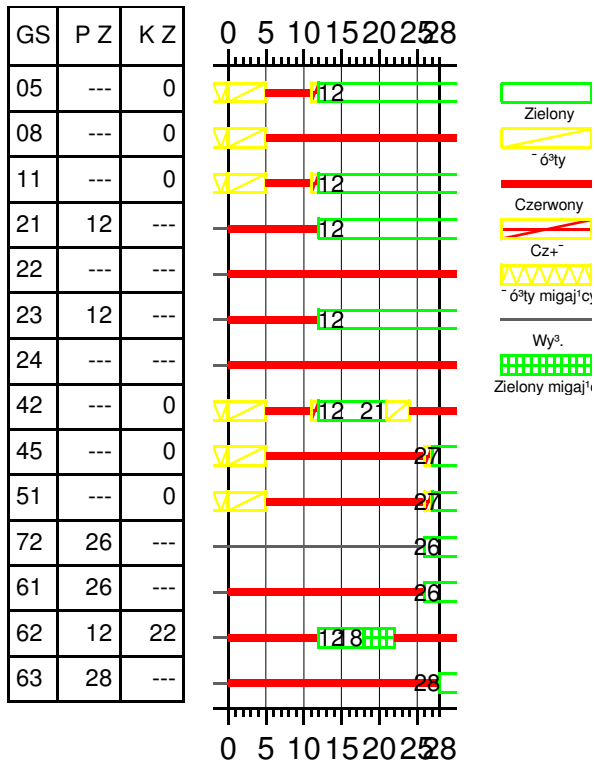 GS P Z K Z 0 5 10 15 20 25 28
05 --- 0 12
08 --- 0
11 --- 0 12
21 12 --- 12
22 --- ---
23 12 --- 12
24 --- ---
42 --- 0 12 21
45 --- 0 27
51 --- 0 27
72 26 --- 26
61 26 --- 26
62 12 22 12 18
63 28 --- 28
0 5 10 15 20 25 28
Zielony
¯ó³ty
Czerwony
Cz+¯
¯ó³ty migaj¹cy
Wy³.
Zielony migaj¹